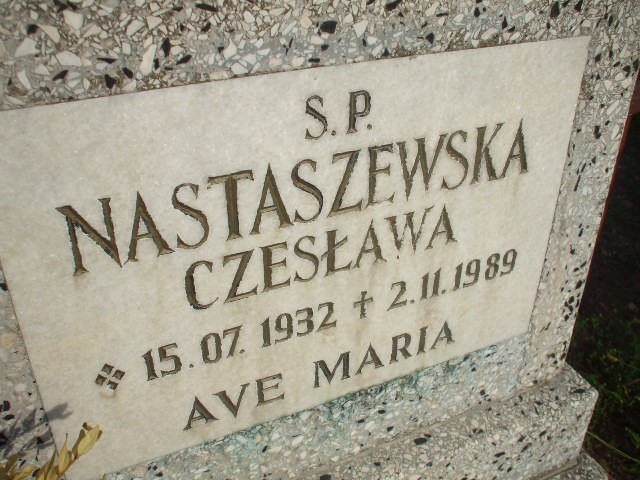 S.P.
NASTASZEWSKA
CZESŁAWA
15.07.1932 † 2.11.1989
AVE MARIA